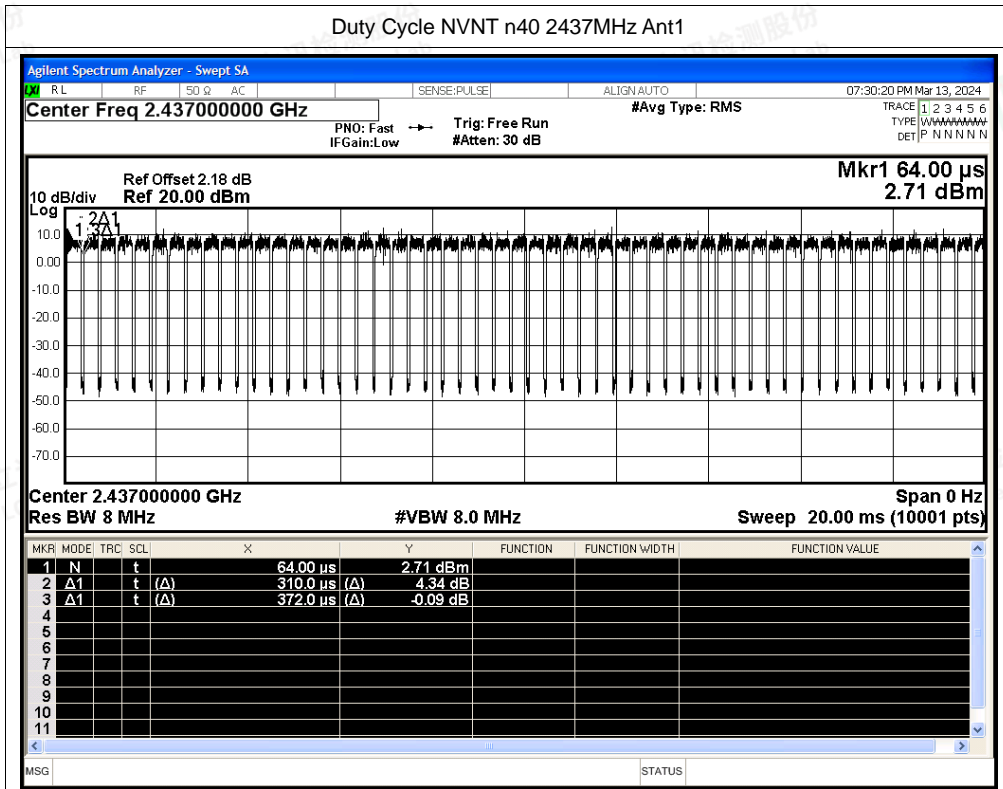 Duty Cycle NVNT n40 2437MHz Ant1
Agilent Spectrum Analyzer - Swept SA
LXI RL RF 50 Ω AC SENSE:PULSE ALIGN AUTO 07:30:20 PM Mar 13, 2024
Center Freq 2.437000000 GHz #Avg Type: RMS TRACE 1 2 3 4 5 6
PNO: Fast Trig: Free Run TYPE WWWWWW
IFGain:Low #Atten: 30 dB DET P N N N N N
Mkr1 64.00 µs
Ref Offset 2.18 dB
10 dB/div Ref 20.00 dBm 2.71 dBm
Log
2Δ1
1 3Δ1
10.0
0.00
-10.0
-20.0
-30.0
-40.0
-50.0
-60.0
-70.0
Center 2.437000000 GHz Span 0 Hz
Res BW 8 MHz #VBW 8.0 MHz Sweep 20.00 ms (10001 pts)
MKR MODE TRC SCL X Y FUNCTION FUNCTION WIDTH FUNCTION VALUE
1 N t 64.00 µs 2.71 dBm
2 Δ1 t (Δ) 310.0 µs (Δ) 4.34 dB
3 Δ1 t (Δ) 372.0 µs (Δ) -0.09 dB
4
5
6
7
8
9
10
11
MSG STATUS